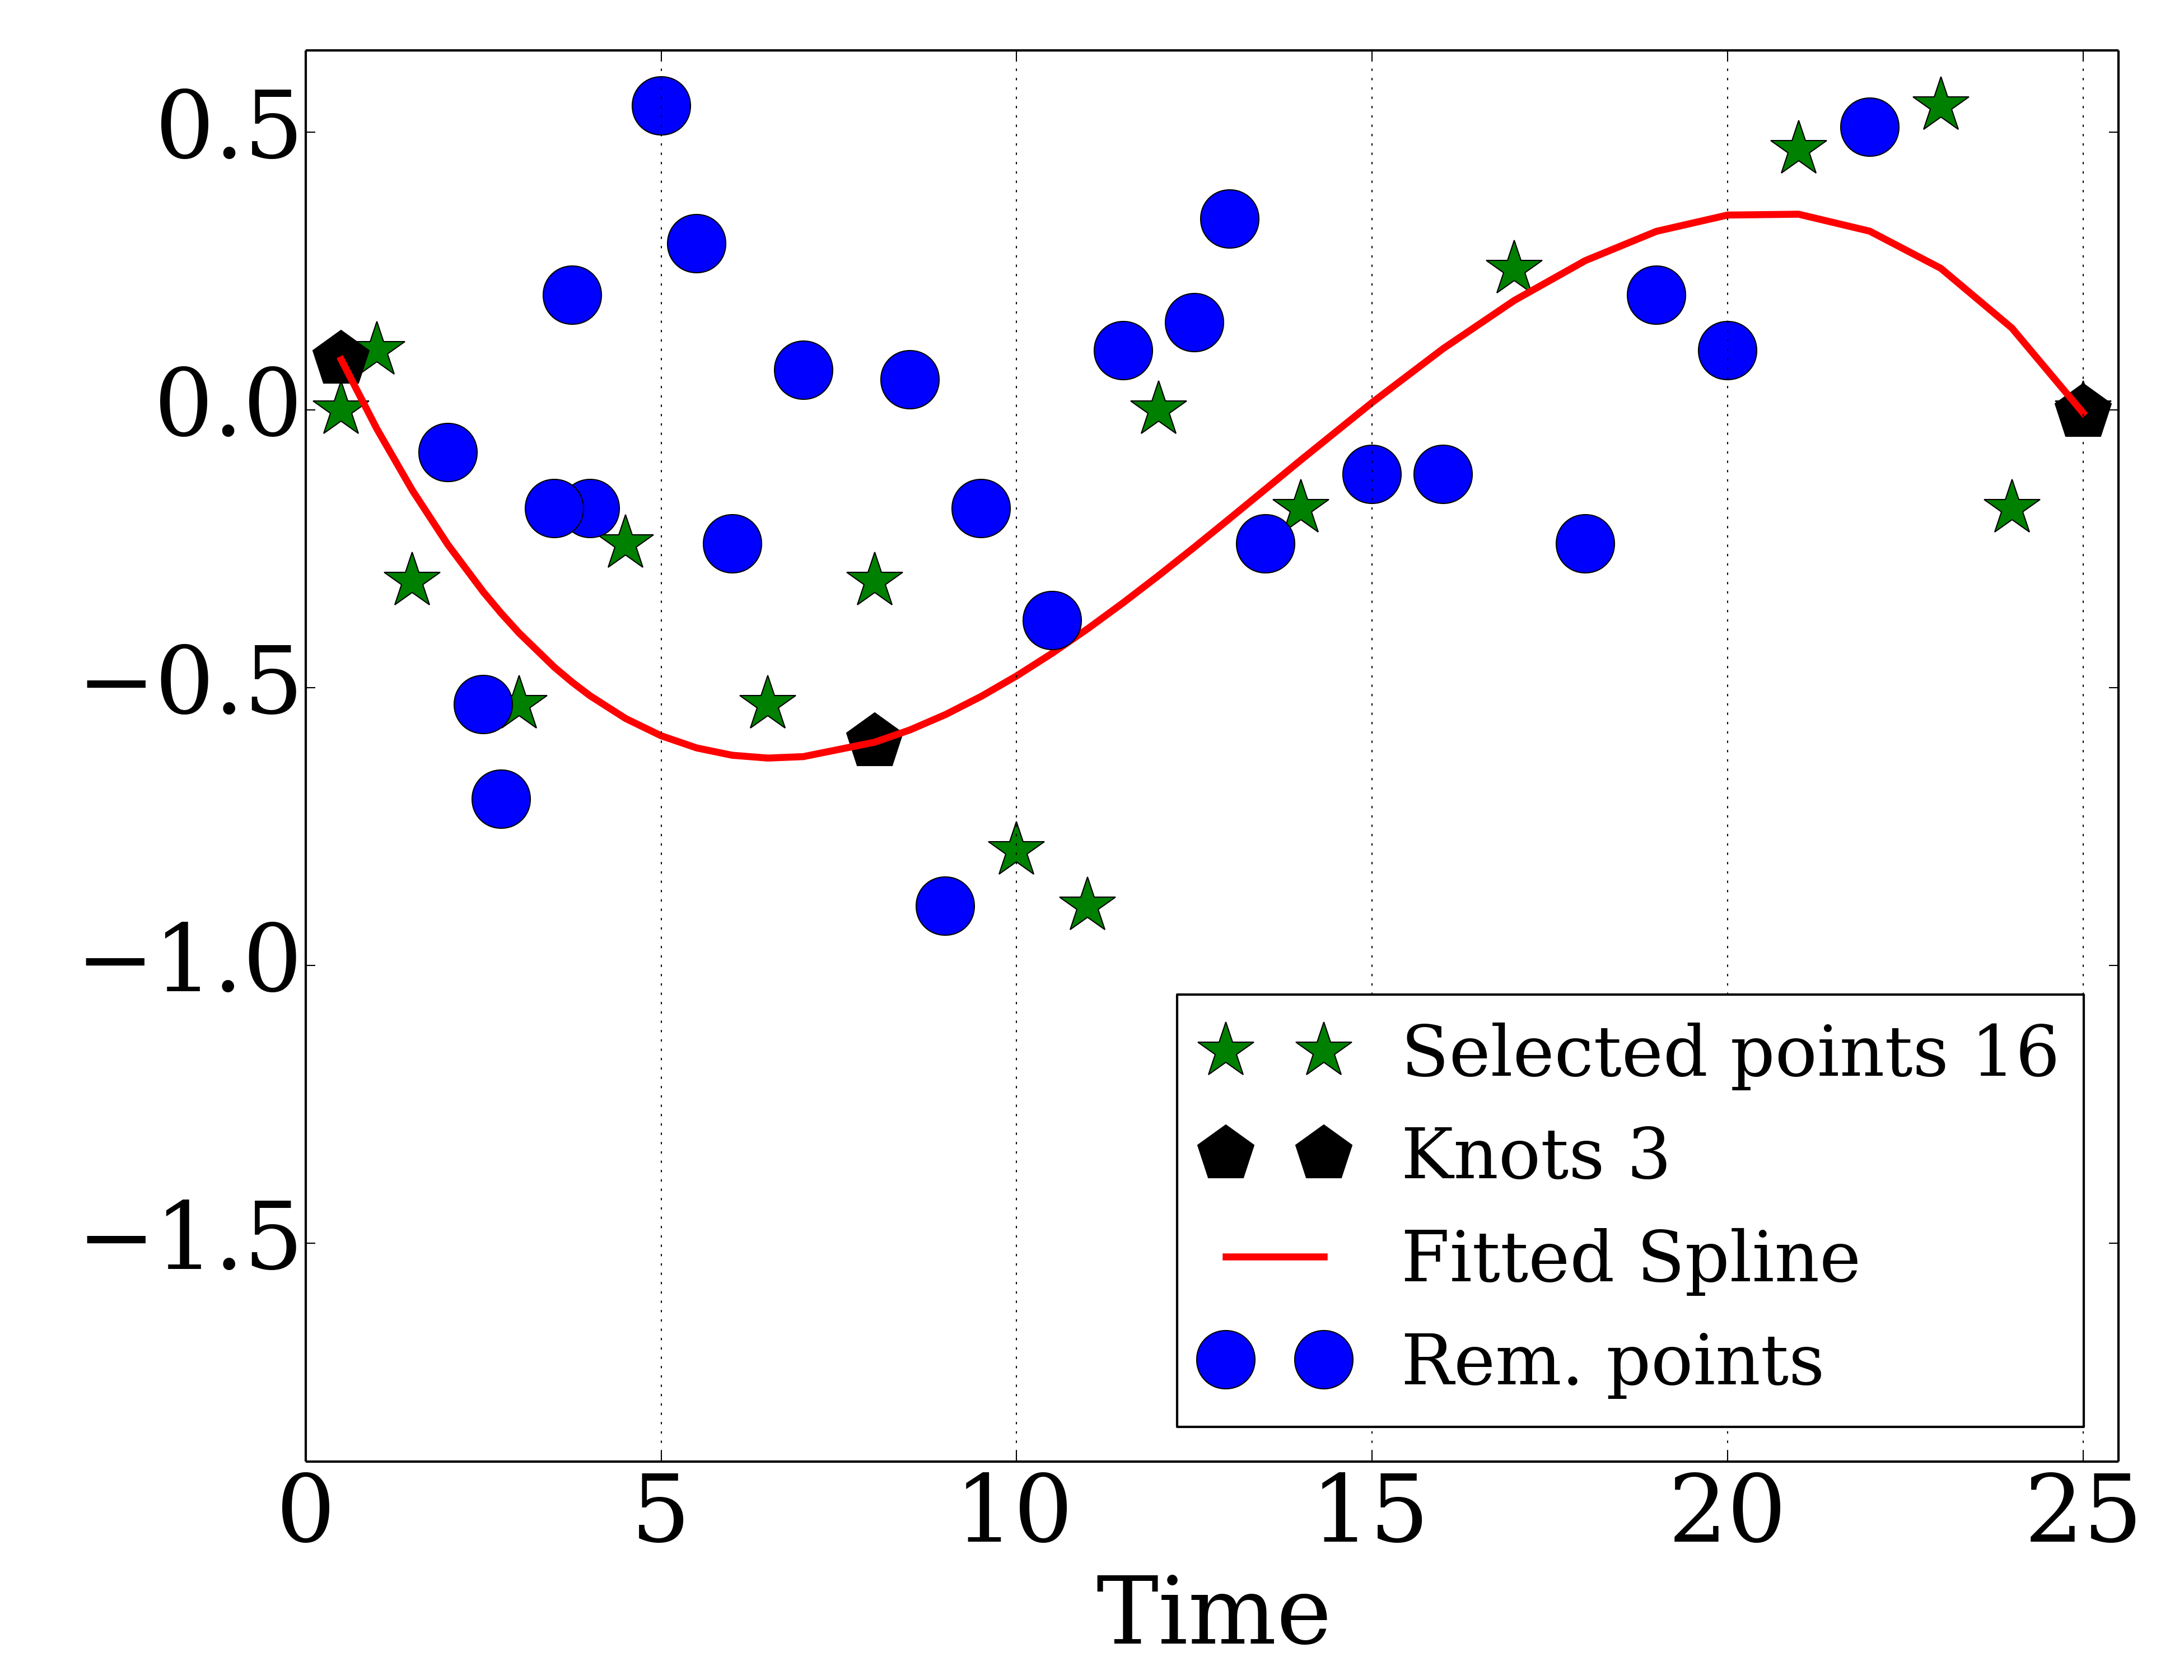 0.5
0.0
−0.5
−1.0
−1.5
Selected points 16
Knots 3
Fitted Spline
Rem. points
0 5 10 15 20 25
Time